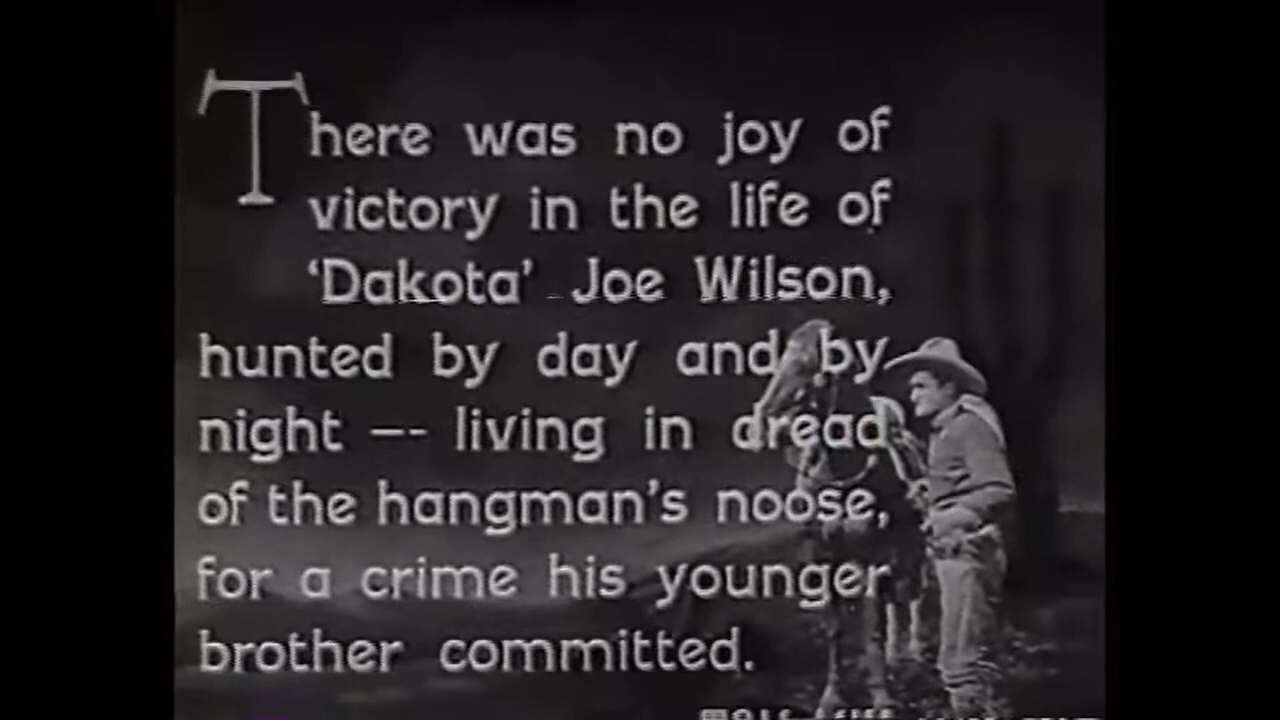 There was no joy of
victory in the life of
‘Dakota’ Joe Wilson,
hunted by day and by
night –-- living in dread
of the hangman’s noose,
for a crime his younger
brother committed.